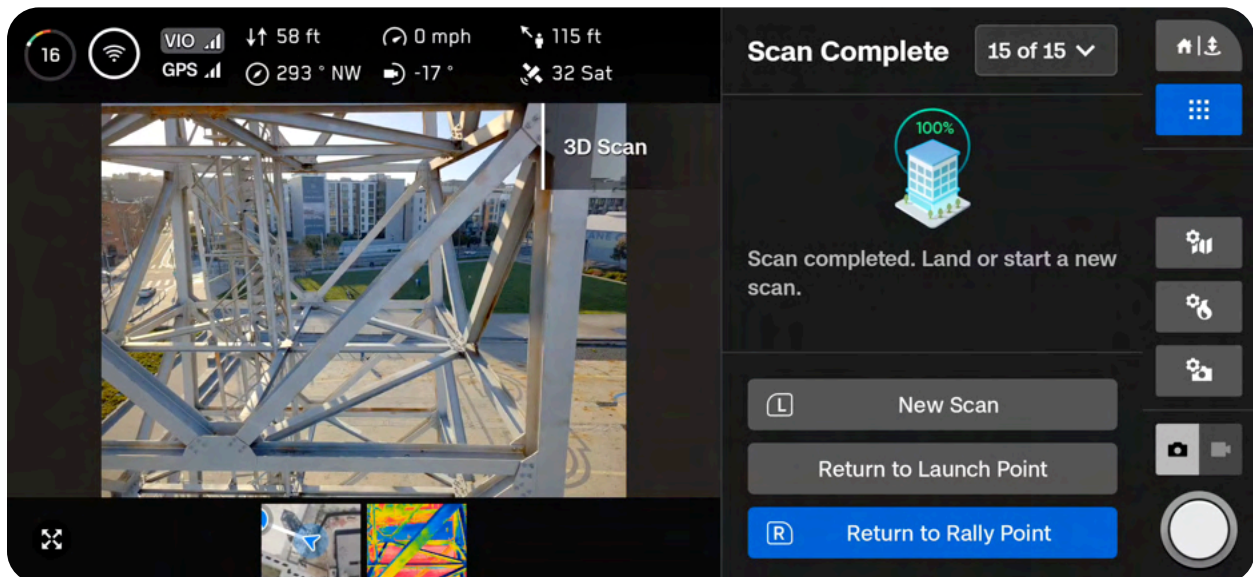 16
VIO
GPS
58 ft
293 ° NW
0 mph
-17 °
115 ft
32 Sat
3D Scan
Scan Complete
15 of 15
100%
Scan completed. Land or start a new
scan.
L New Scan
Return to Launch Point
R Return to Rally Point